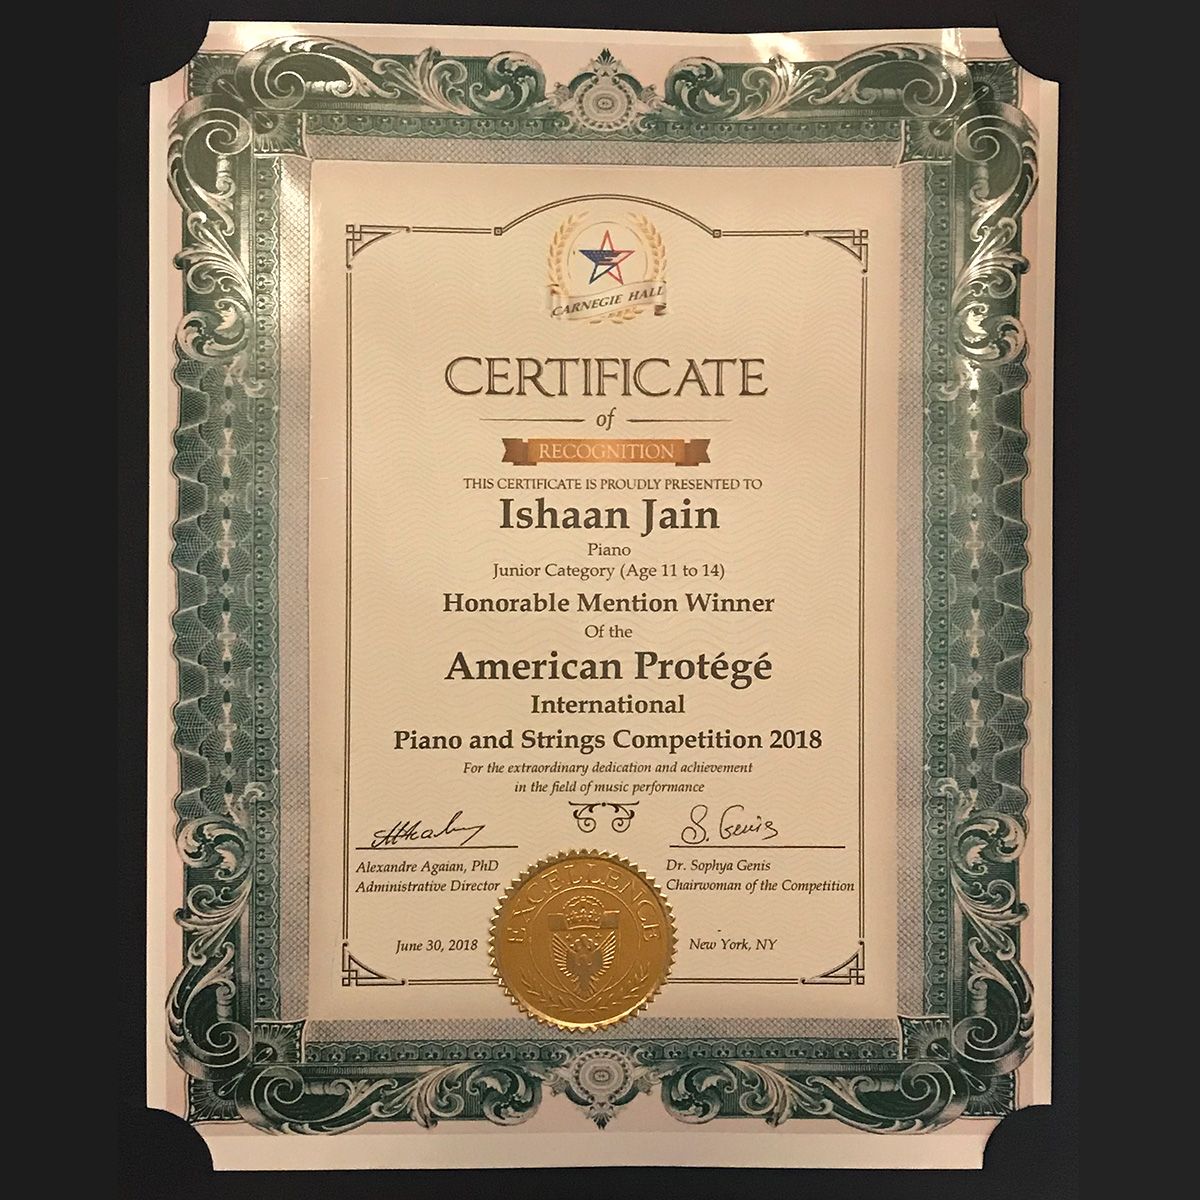 CARNEGIE HALL
CERTIFICATE
of
RECOGNITION
THIS CERTIFICATE IS PROUDLY PRESENTED TO
Ishaan Jain
Piano
Junior Category (Age 11 to 14)
Honorable Mention Winner
Of the
American Protégé
International
Piano and Strings Competition 2018
For the extraordinary dedication and achievement
in the field of music performance
S. Genis
Alexandre Agaian, PhD
Administrative Director
Dr. Sophya Genis
Chairwoman of the Competition
EXCELLENCE
June 30, 2018
New York, NY